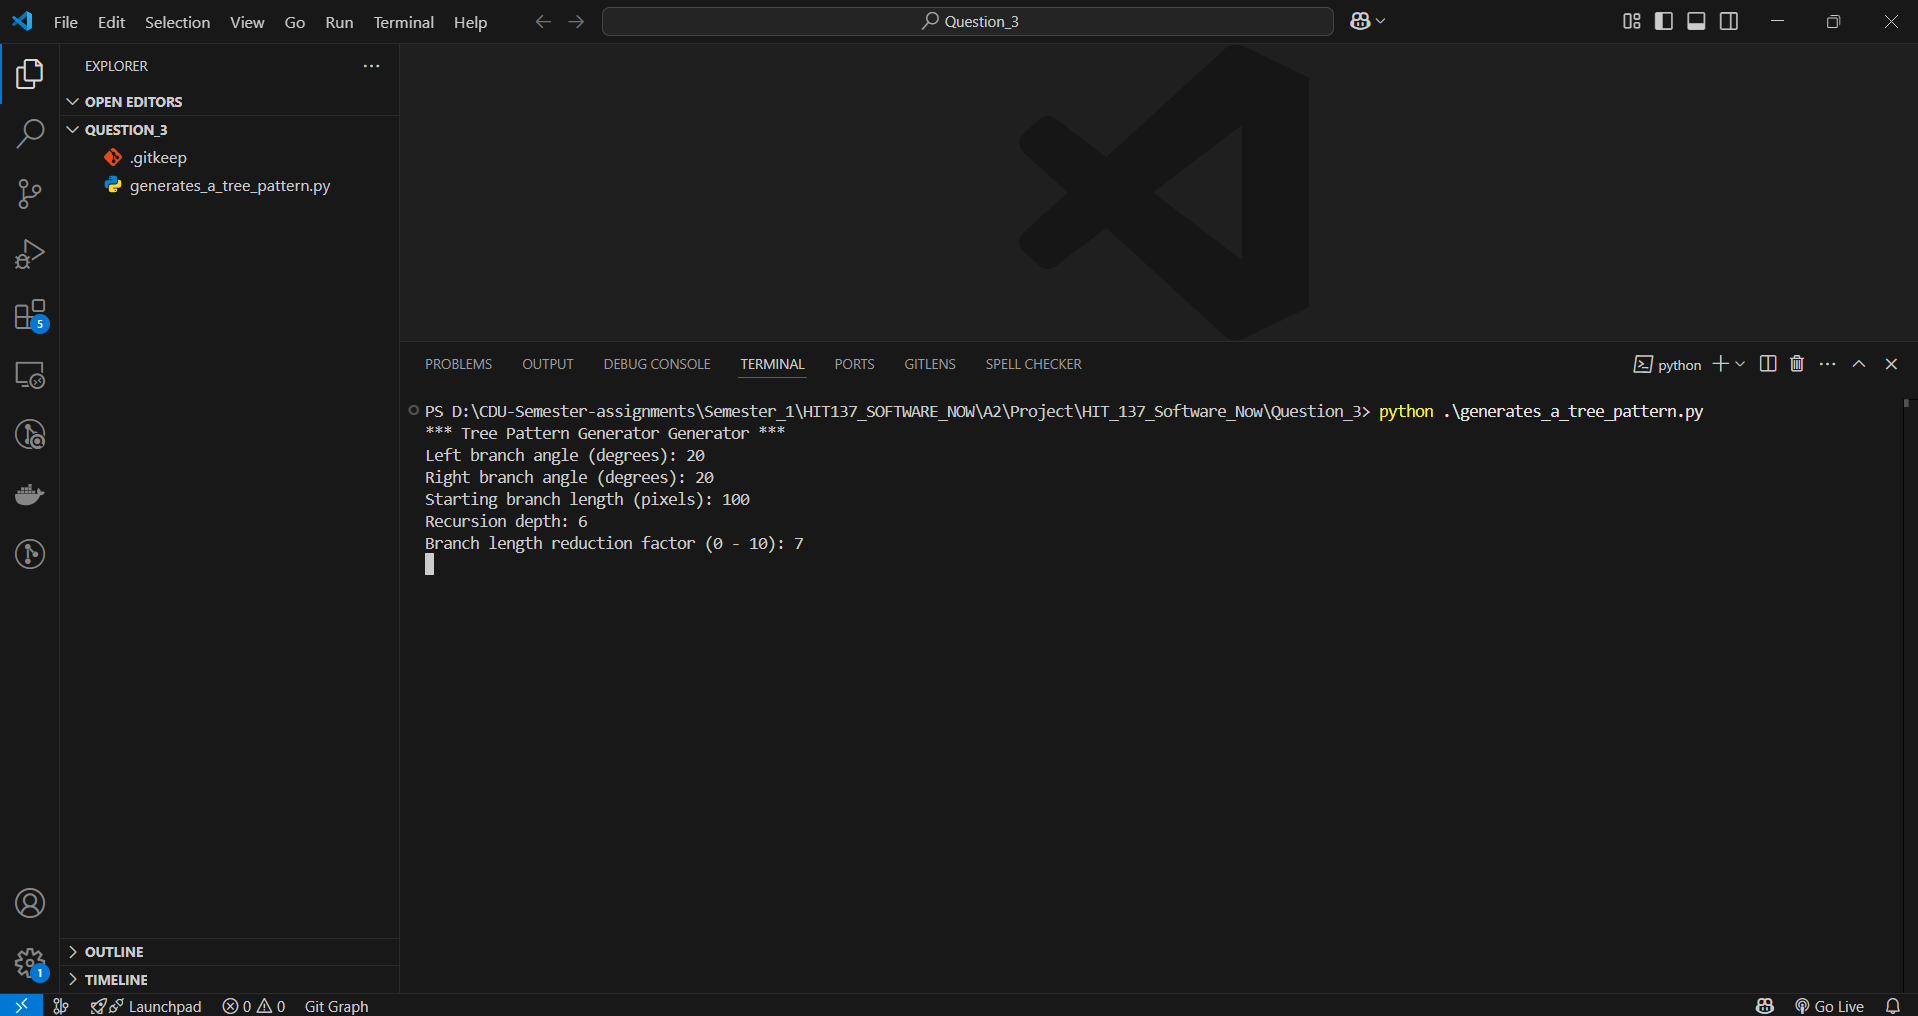 File Edit Selection View Go Run Terminal Help
Question_3
EXPLORER
OPEN EDITORS
QUESTION_3
.gitkeep
generates_a_tree_pattern.py
5
PROBLEMS OUTPUT DEBUG CONSOLE TERMINAL PORTS GITLENS SPELL CHECKER
python
PS D:\CDU-Semester-assignments\Semester_1\HIT137_SOFTWARE_NOW\A2\Project\HIT_137_Software_Now\Question_3> python .\generates_a_tree_pattern.py
*** Tree Pattern Generator Generator ***
Left branch angle (degrees): 20
Right branch angle (degrees): 20
Starting branch length (pixels): 100
Recursion depth: 6
Branch length reduction factor (0 - 10): 7
OUTLINE
1
TIMELINE
Launchpad 0 0 Git Graph
Go Live